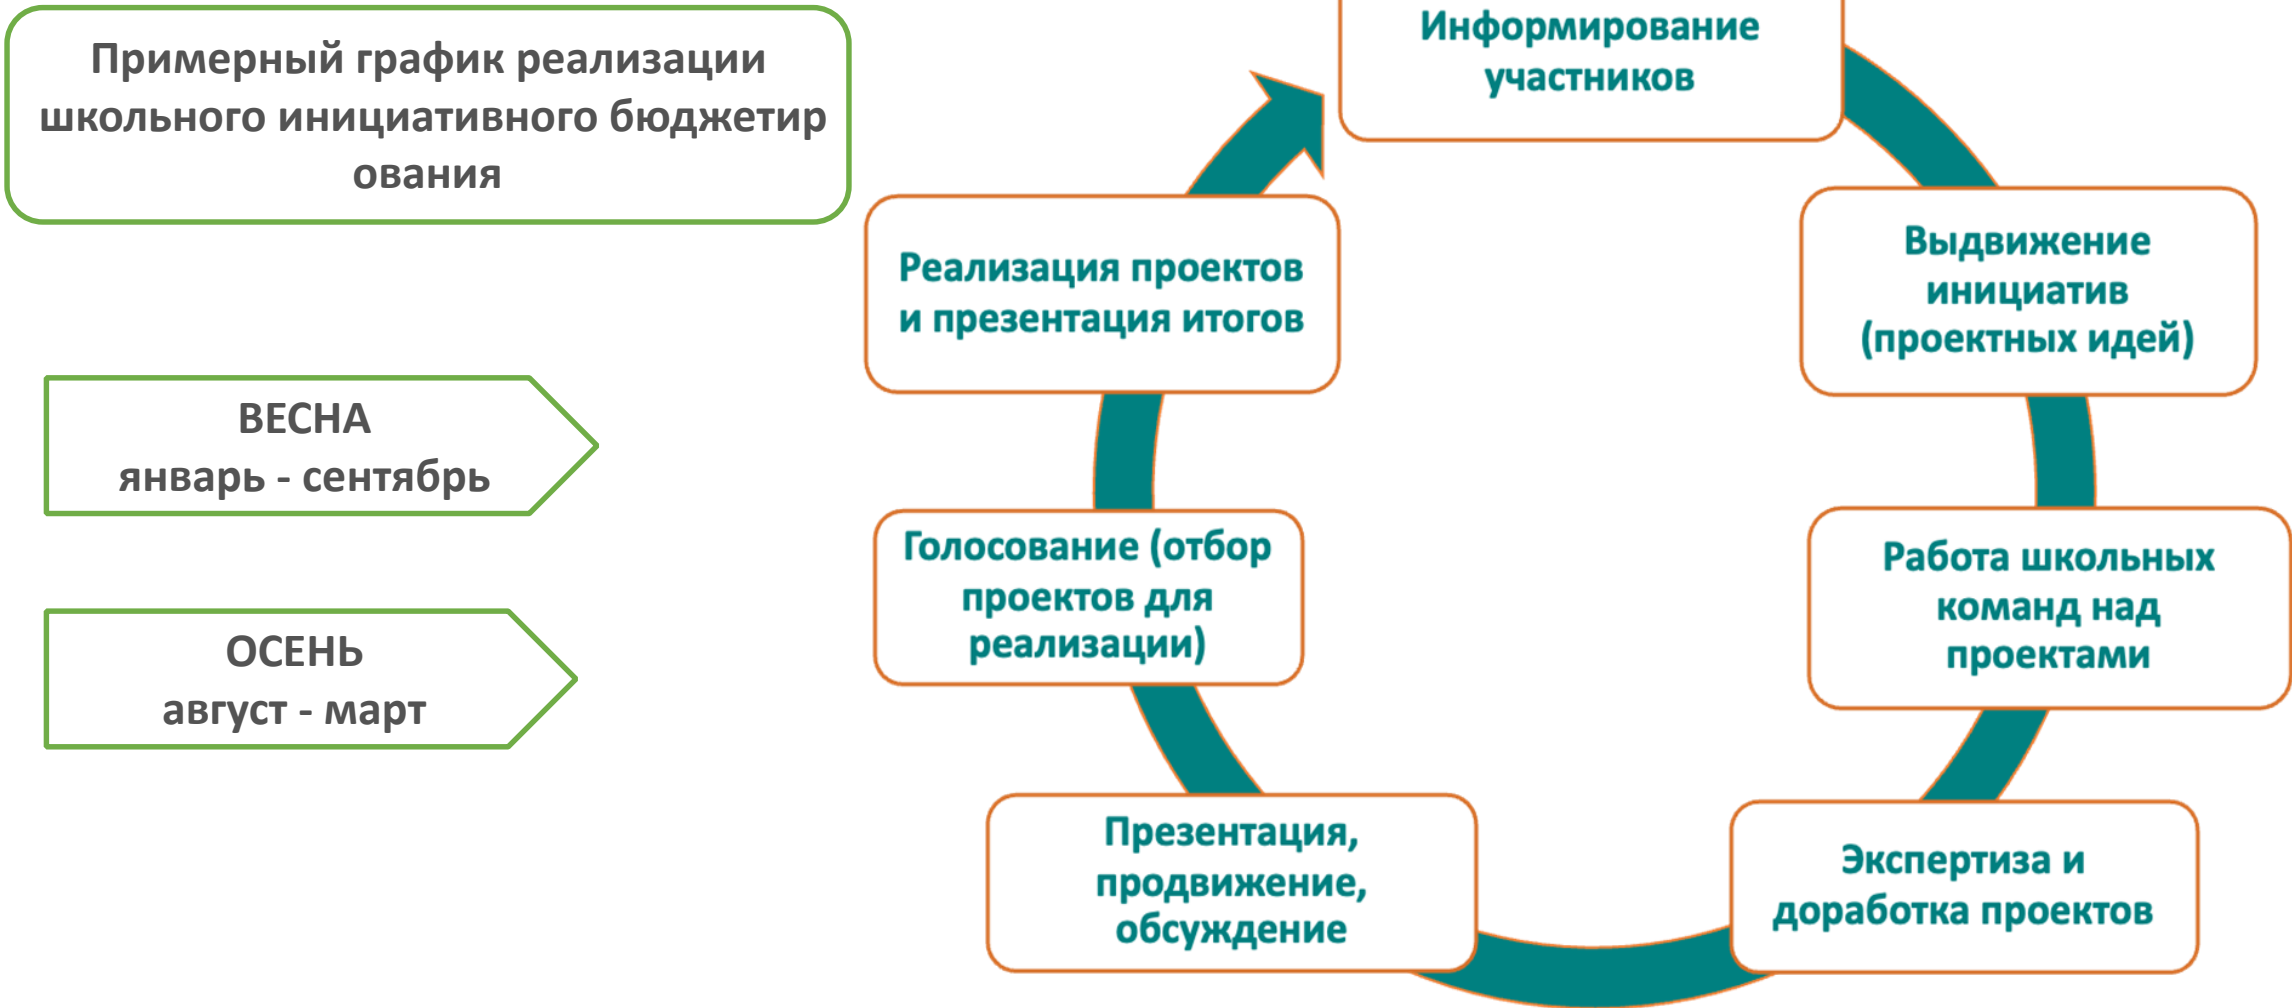 Примерный график реализации
школьного инициативного бюджетир
ования
ВЕСНА
январь - сентябрь
ОСЕНЬ
август - март
Информирование
участников
Выдвижение
инициатив
(проектных идей)
Работа школьных
команд над
проектами
Экспертиза и
доработка проектов
Презентация,
продвижение,
обсуждение
Голосование (отбор
проектов для
реализации)
Реализация проектов
и презентация итогов